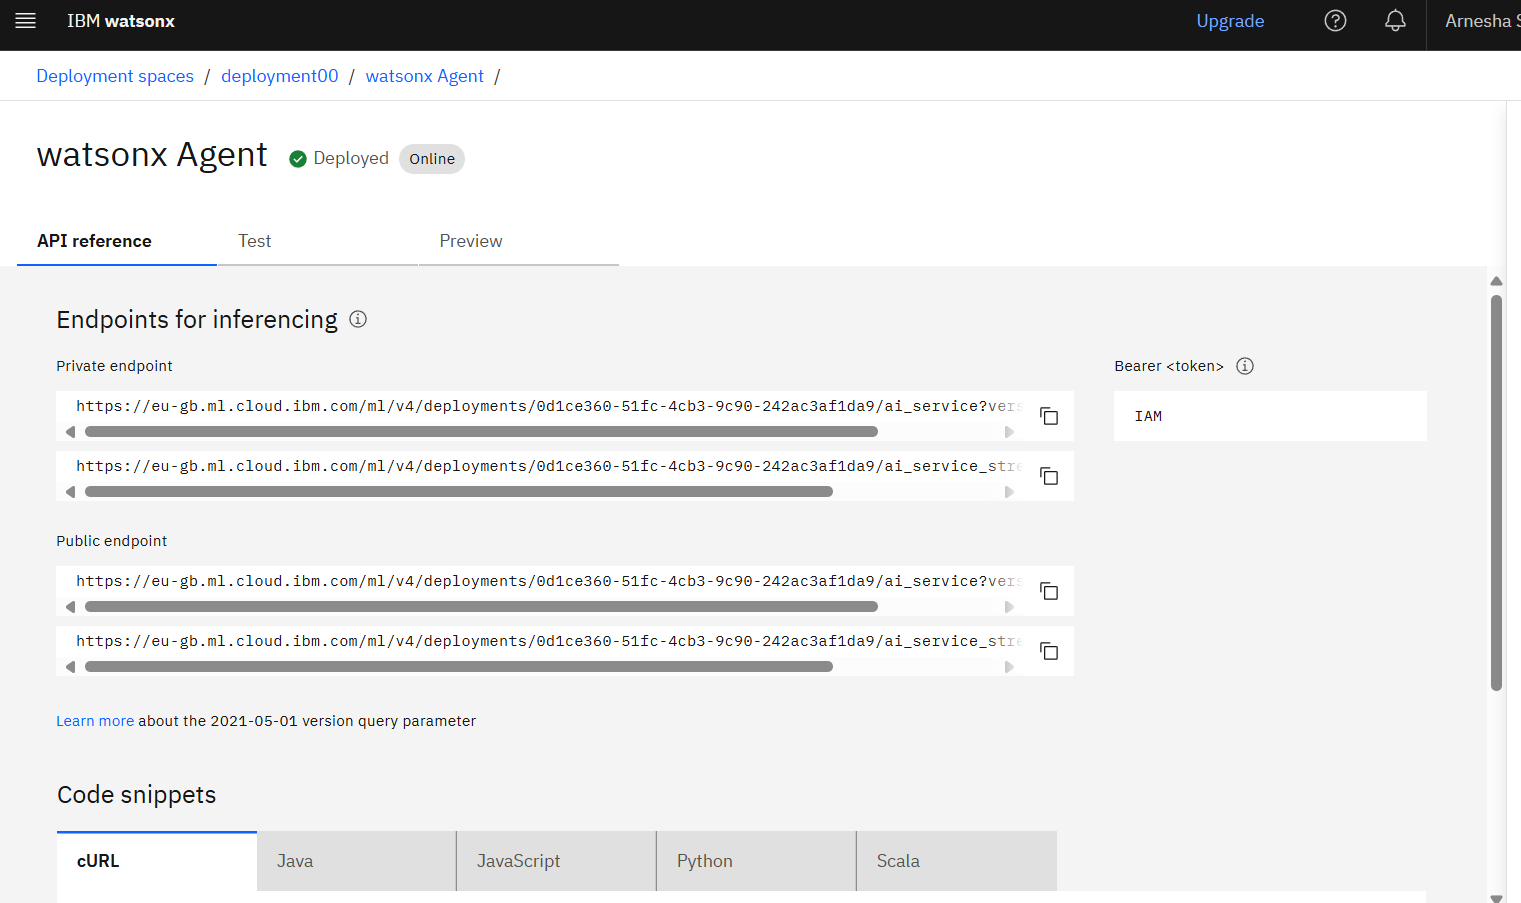 IBM watsonx
Upgrade
Arnesha
Deployment spaces / deployment00 / watsonx Agent /
watsonx Agent
Deployed
Online
API reference
Test
Preview
Endpoints for inferencing
Private endpoint
Bearer <token>
https://eu-gb.ml.cloud.ibm.com/ml/v4/deployments/0d1ce360-51fc-4cb3-9c90-242ac3af1da9/ai_service?vers
IAM
https://eu-gb.ml.cloud.ibm.com/ml/v4/deployments/0d1ce360-51fc-4cb3-9c90-242ac3af1da9/ai_service_stre
Public endpoint
https://eu-gb.ml.cloud.ibm.com/ml/v4/deployments/0d1ce360-51fc-4cb3-9c90-242ac3af1da9/ai_service?vers
https://eu-gb.ml.cloud.ibm.com/ml/v4/deployments/0d1ce360-51fc-4cb3-9c90-242ac3af1da9/ai_service_stre
Learn more about the 2021-05-01 version query parameter
Code snippets
cURL
Java
JavaScript
Python
Scala